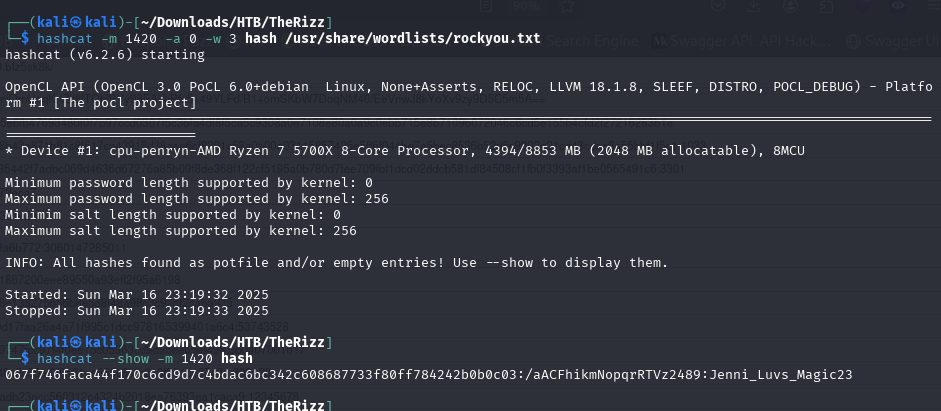 ┌──(kali㉿kali)-[~/Downloads/HTB/TheRizz]
└─$ hashcat -m 1420 -a 0 -w 3 hash /usr/share/wordlists/rockyou.txt
hashcat (v6.2.6) starting
OpenCL API (OpenCL 3.0 PoCL 6.0+debian  Linux, None+Asserts, RELOC, LLVM 18.1.8, SLEEF, DISTRO, POCL_DEBUG) - Platfo
rm #1 [The pocl project]
* Device #1: cpu-penryn-AMD Ryzen 7 5700X 8-Core Processor, 4394/8853 MB (2048 MB allocatable), 8MCU
Minimum password length supported by kernel: 0
Maximum password length supported by kernel: 256
Minimim salt length supported by kernel: 0
Maximum salt length supported by kernel: 256
INFO: All hashes found as potfile and/or empty entries! Use --show to display them.
Started: Sun Mar 16 23:19:32 2025
Stopped: Sun Mar 16 23:19:33 2025
┌──(kali㉿kali)-[~/Downloads/HTB/TheRizz]
└─$ hashcat --show -m 1420 hash
067f746faca44f170c6cd9d7c4bdac6bc342c608687733f80ff784242b0b0c03:/aACFhikmNopqrRTVz2489:Jenni_Luvs_Magic23
┌──(kali㉿kali)-[~/Downloads/HTB/TheRizz]